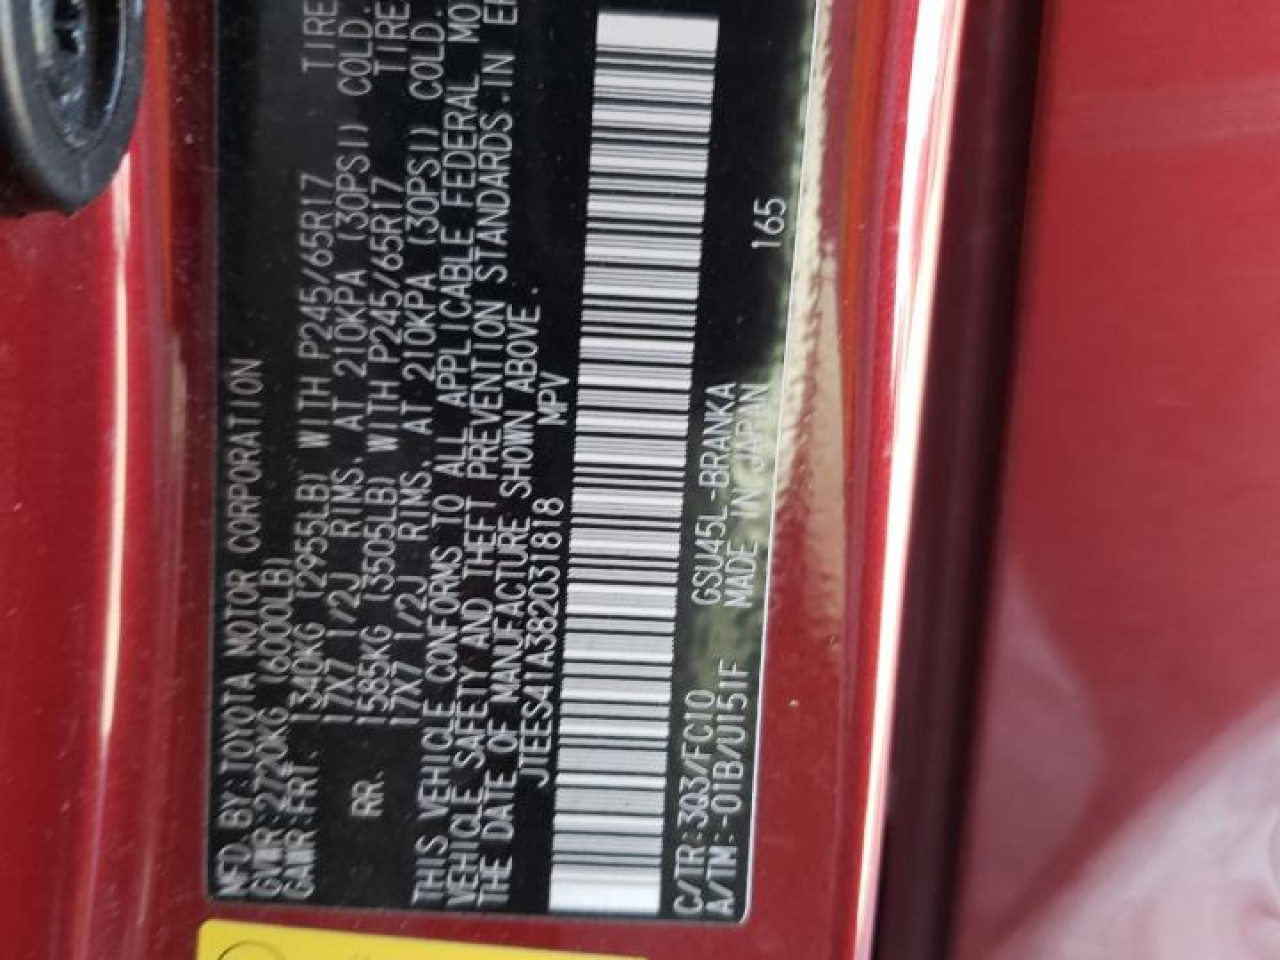 MFD. BY: TOYOTA MOTOR CORPORATION
GVWR: 2720KG (6000LB)
GAWR: FRT. 1340KG (2955LB) WITH P245/65R17 TIRE
17X7 1/2J RIMS, AT 210KPA (30PSI) COLD.
RR. 1585KG (3505LB) WITH P245/65R17 TIRE
17X7 1/2J RIMS, AT 210KPA (30PSI) COLD.
THIS VEHICLE CONFORMS TO ALL APPLICABLE FEDERAL MO
VEHICLE SAFETY AND THEFT PREVENTION STANDARDS IN EF
THE DATE OF MANUFACTURE SHOWN ABOVE.
JTEES41A382031818 MPV
C/TR: 3Q3/FC10 GSU45L-BRANKA 165
A/TM: -01B/U151F MADE IN JAPAN